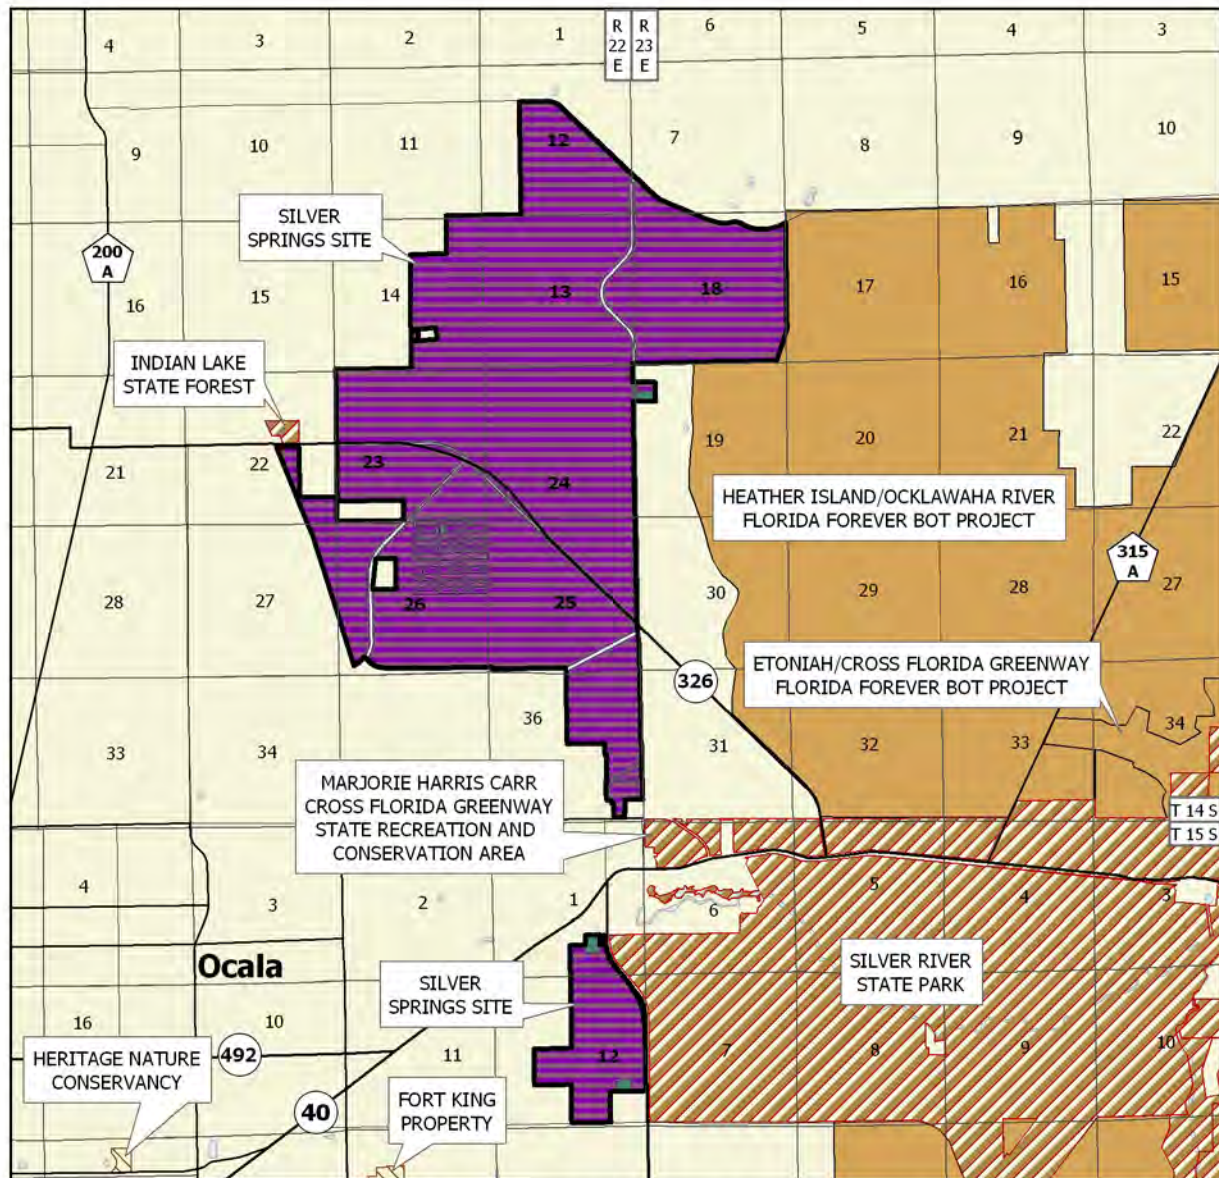 4
3
2
1
R
22
E
R
23
E
6
5
4
3
9
10
11
12
7
8
9
10
SILVER
SPRINGS SITE
200
A
16
15
14
13
18
17
16
15
INDIAN LAKE
STATE FOREST
21
22
23
24
19
20
21
22
HEATHER ISLAND/OCKLAWAHA RIVER
FLORIDA FOREVER BOT PROJECT
315
A
28
27
26
25
30
29
28
27
ETONIAH/CROSS FLORIDA GREENWAY
FLORIDA FOREVER BOT PROJECT
326
33
34
36
31
32
33
34
MARJORIE HARRIS CARR
CROSS FLORIDA GREENWAY
STATE RECREATION AND
CONSERVATION AREA
T 14 S
T 15 S
4
3
2
1
6
5
4
3
Ocala
SILVER
SPRINGS SITE
SILVER RIVER
STATE PARK
16
10
11
12
7
8
9
10
HERITAGE NATURE
CONSERVANCY
492
40
FORT KING
PROPERTY